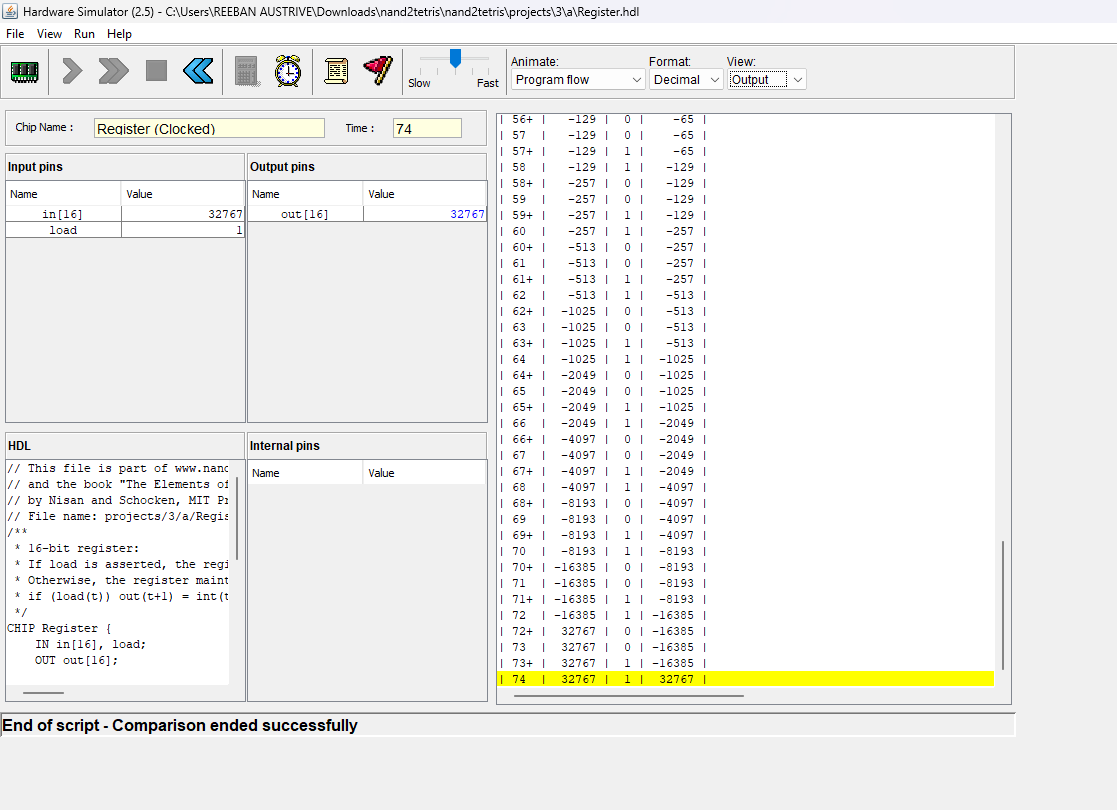 Hardware Simulator (2.5) - C:\Users\REEBAN AUSTRIVE\Downloads\nand2tetris\nand2tetris\projects\3\a\Register.hdl
File View Run Help
Animate: Format: View:
Slow Fast Program flow Decimal Output
Chip Name : Register (Clocked) Time : 74
Input pins Output pins
Name Value Name Value
in[16] 32767 out[16] 32767
load 1
HDL Internal pins
Name Value
// This file is part of www.nand
// and the book "The Elements of
// by Nisan and Schocken, MIT Pr
// File name: projects/3/a/Regis
/**
* 16-bit register:
* If load is asserted, the regi
* Otherwise, the register maint
* if (load(t)) out(t+1) = int(t
*/
CHIP Register {
IN in[16], load;
OUT out[16];
| 56+ | -129 | 0 | -65 |
| 57 | -129 | 0 | -65 |
| 57+ | -129 | 1 | -65 |
| 58 | -129 | 1 | -129 |
| 58+ | -257 | 0 | -129 |
| 59 | -257 | 0 | -129 |
| 59+ | -257 | 1 | -129 |
| 60 | -257 | 1 | -257 |
| 60+ | -513 | 0 | -257 |
| 61 | -513 | 0 | -257 |
| 61+ | -513 | 1 | -257 |
| 62 | -513 | 1 | -513 |
| 62+ | -1025 | 0 | -513 |
| 63 | -1025 | 0 | -513 |
| 63+ | -1025 | 1 | -513 |
| 64 | -1025 | 1 | -1025 |
| 64+ | -2049 | 0 | -1025 |
| 65 | -2049 | 0 | -1025 |
| 65+ | -2049 | 1 | -1025 |
| 66 | -2049 | 1 | -2049 |
| 66+ | -4097 | 0 | -2049 |
| 67 | -4097 | 0 | -2049 |
| 67+ | -4097 | 1 | -2049 |
| 68 | -4097 | 1 | -4097 |
| 68+ | -8193 | 0 | -4097 |
| 69 | -8193 | 0 | -4097 |
| 69+ | -8193 | 1 | -4097 |
| 70 | -8193 | 1 | -8193 |
| 70+ | -16385 | 0 | -8193 |
| 71 | -16385 | 0 | -8193 |
| 71+ | -16385 | 1 | -8193 |
| 72 | -16385 | 1 | -16385 |
| 72+ | 32767 | 0 | -16385 |
| 73 | 32767 | 0 | -16385 |
| 73+ | 32767 | 1 | -16385 |
| 74 | 32767 | 1 | 32767 |
End of script - Comparison ended successfully